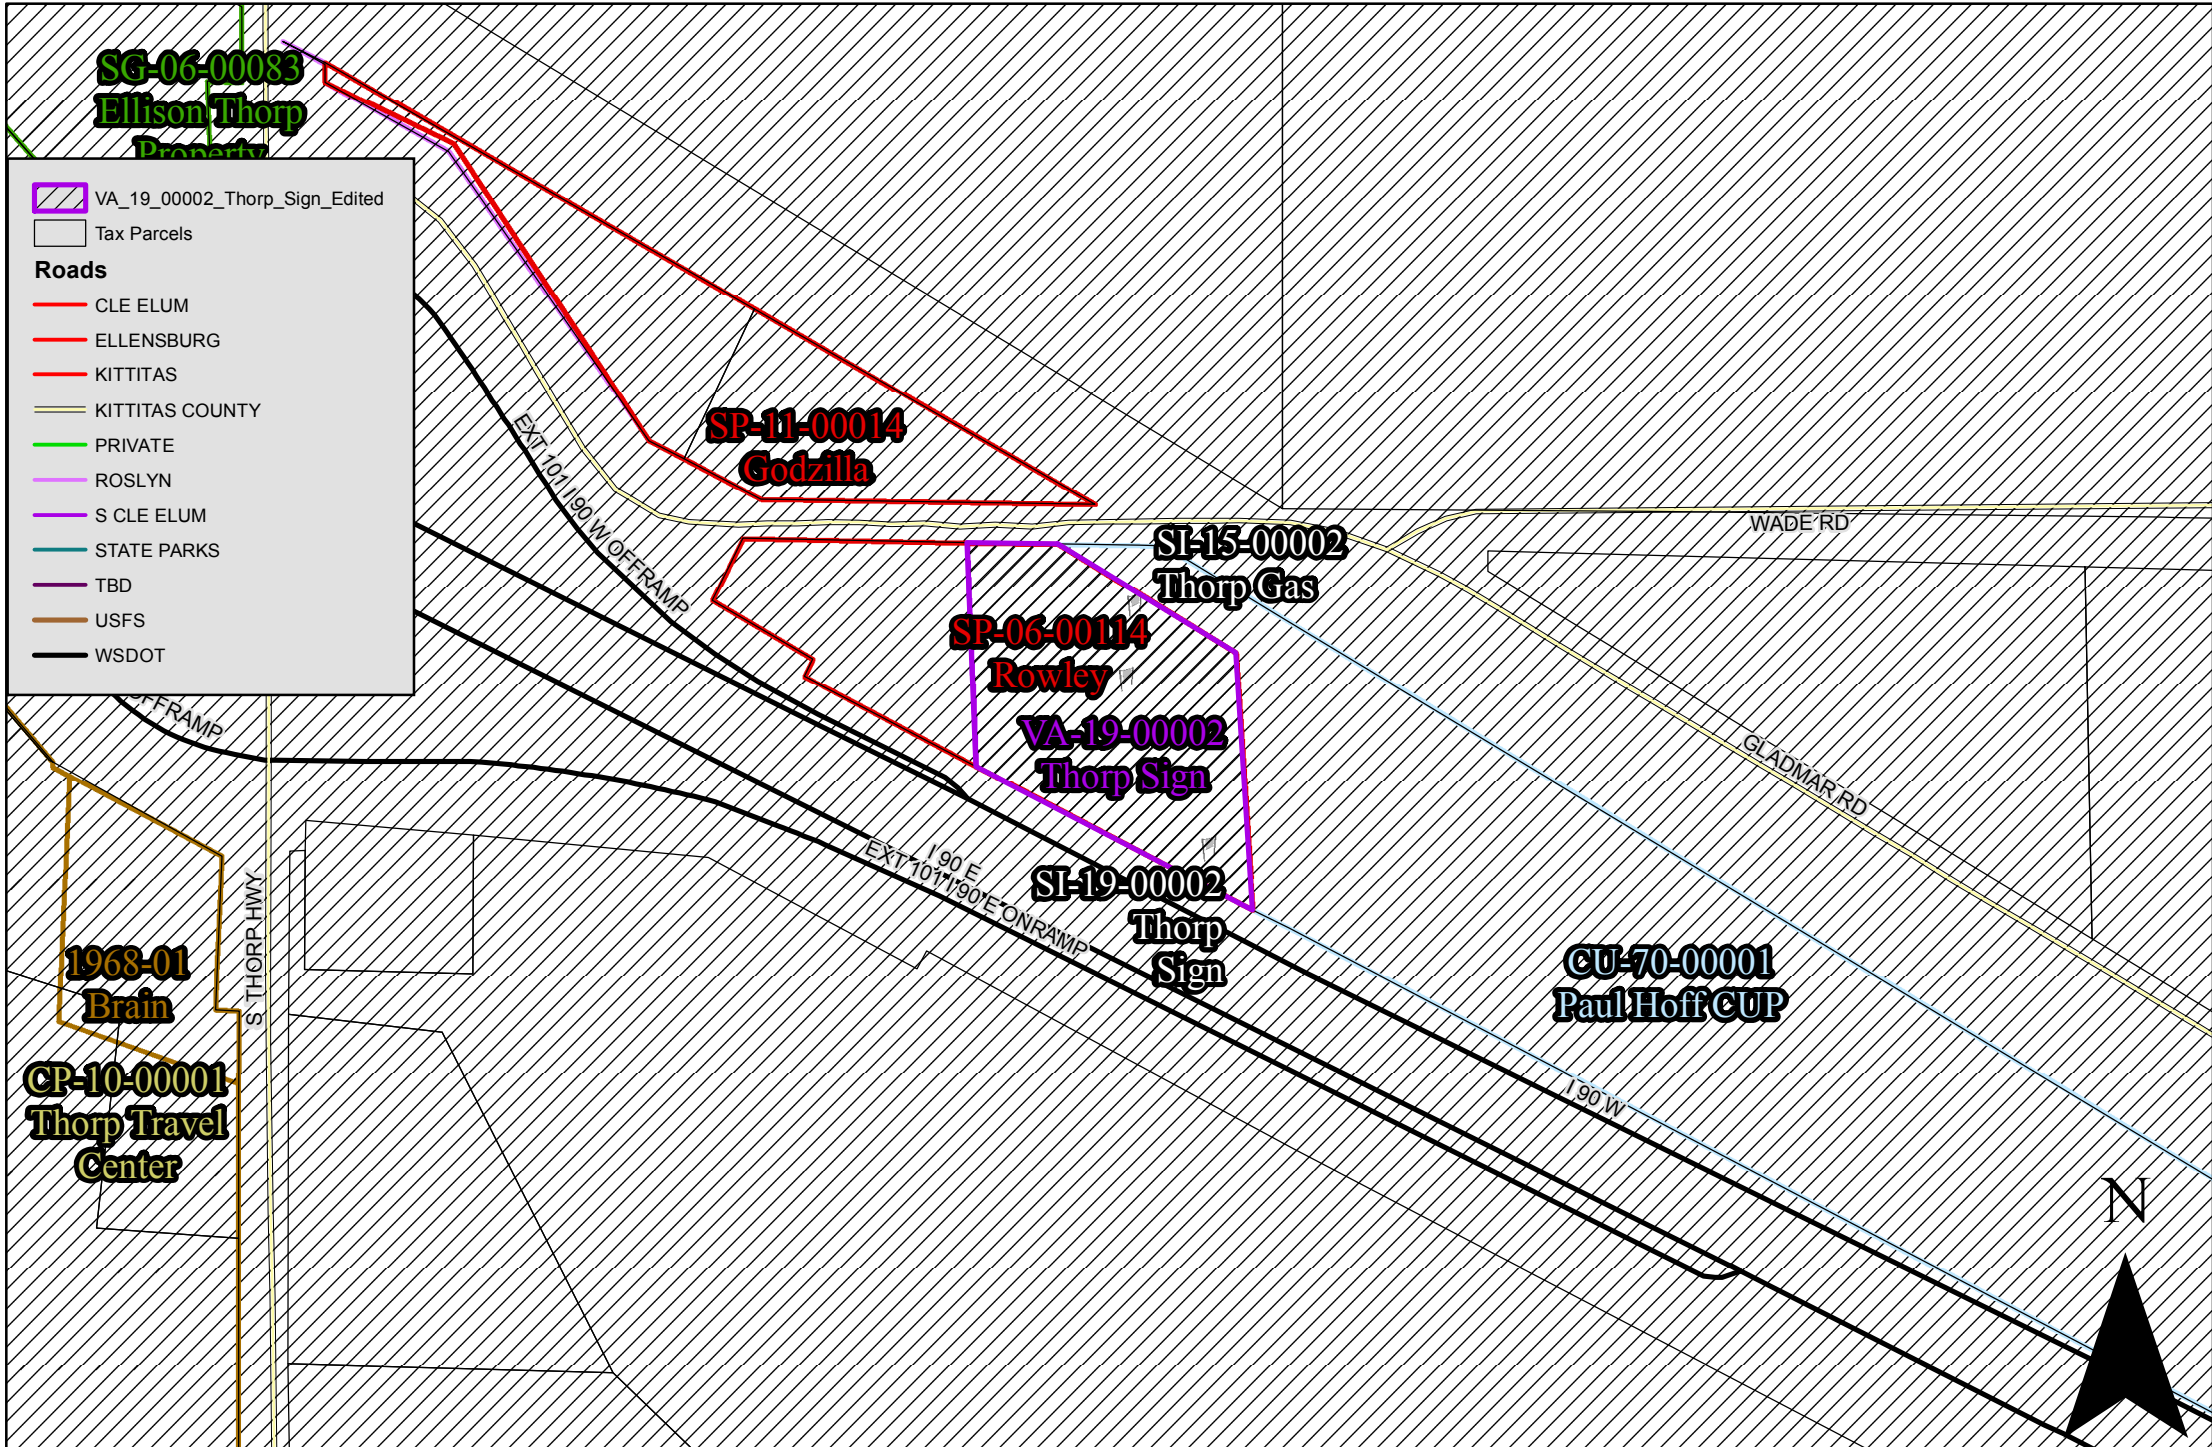 SG-06-00083
Ellison Thorp
Property
VA_19_00002_Thorp_Sign_Edited
Tax Parcels
Roads
CLE ELUM
ELLENSBURG
KITTITAS
KITTITAS COUNTY
PRIVATE
ROSLYN
S CLE ELUM
STATE PARKS
TBD
USFS
WSDOT
SP-11-00014
Godzilla
EXT 101 I 90 W OFFRAMP
WADE RD
SI-15-00002
Thorp Gas
SP-06-00114
Rowley
VA-19-00002
Thorp Sign
GLADMAR RD
OFFRAMP
I 90 E
EXT 101 I 90 E ONRAMP
SI-19-00002
Thorp
Sign
S THORP HWY
1968-01
Brain
CU-70-00001
Paul Hoff CUP
CP-10-00001
Thorp Travel
Center
I 90 W
N